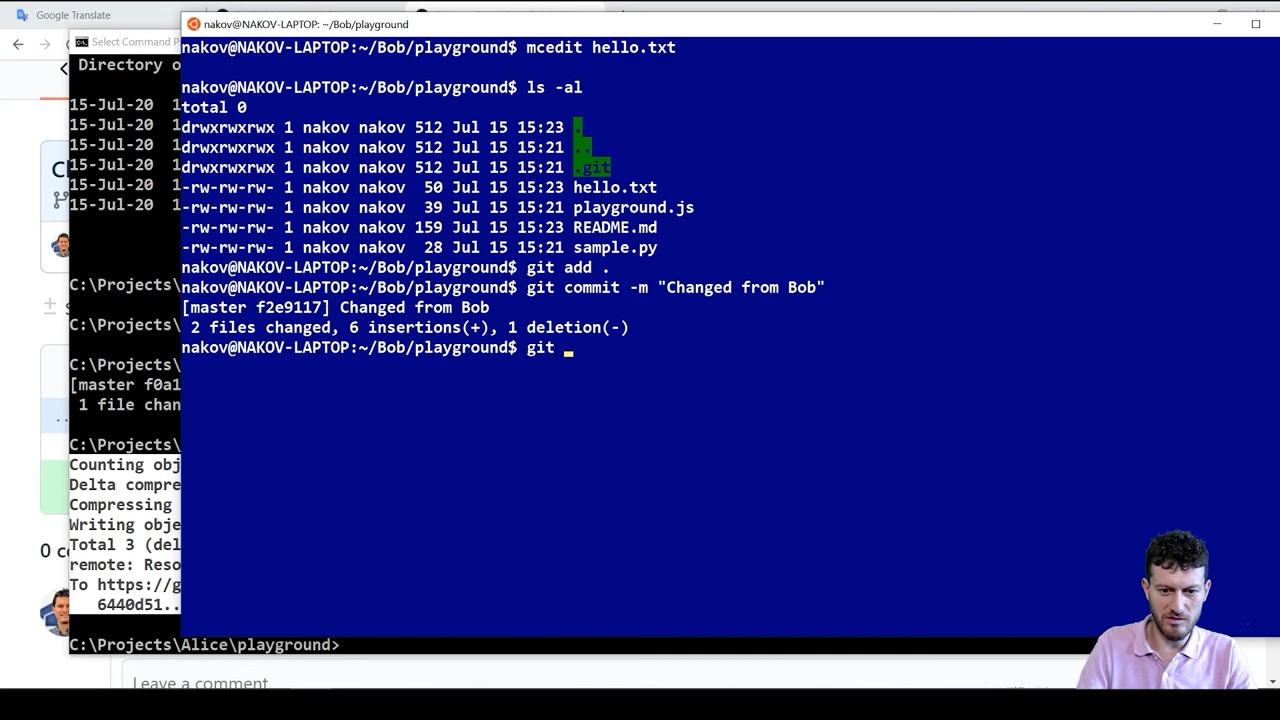 Google Translate
nakov@NAKOV-LAPTOP: ~/Bob/playground
Select Command P
nakov@NAKOV-LAPTOP:~/Bob/playground$ mcedit hello.txt
Directory o
nakov@NAKOV-LAPTOP:~/Bob/playground$ ls -al
15-Jul-20 1
total 0
15-Jul-20 1
drwxrwxrwx 1 nakov nakov 512 Jul 15 15:23 .
15-Jul-20 1
drwxrwxrwx 1 nakov nakov 512 Jul 15 15:21 ..
15-Jul-20 1
drwxrwxrwx 1 nakov nakov 512 Jul 15 15:21 .git
15-Jul-20 1
-rw-rw-rw- 1 nakov nakov 50 Jul 15 15:23 hello.txt
15-Jul-20 1
-rw-rw-rw- 1 nakov nakov 39 Jul 15 15:21 playground.js
-rw-rw-rw- 1 nakov nakov 159 Jul 15 15:23 README.md
-rw-rw-rw- 1 nakov nakov 28 Jul 15 15:21 sample.py
nakov@NAKOV-LAPTOP:~/Bob/playground$ git add .
C:\Projects\
nakov@NAKOV-LAPTOP:~/Bob/playground$ git commit -m "Changed from Bob"
[master f2e9117] Changed from Bob
C:\Projects\
2 files changed, 6 insertions(+), 1 deletion(-)
nakov@NAKOV-LAPTOP:~/Bob/playground$ git
C:\Projects\
[master f0a1
1 file chan
..
C:\Projects\
Counting obj
Delta compre
Compressing
Writing obje
Total 3 (del
0 c
remote: Reso
To https://g
6440d51..
C:\Projects\Alice\playground>
Leave a comment